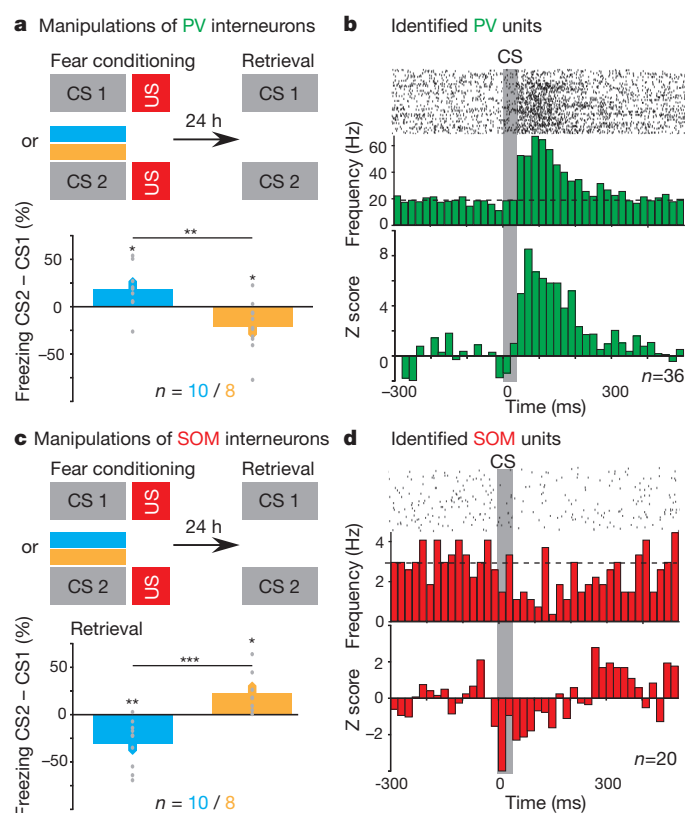 a Manipulations of PV interneurons
Fear conditioning Retrieval
CS 1 US CS 1
24 h
or
CS 2 US CS 2
Freezing CS2 – CS1 (%)
50
0
−50
**
*
*
n = 10 / 8
b Identified PV units
CS
Frequency (Hz)
60
40
20
0
Z score
8
4
0
n=36
−300 0 300
Time (ms)
c Manipulations of SOM interneurons
Fear conditioning Retrieval
CS 1 US CS 1
24 h
or
CS 2 US CS 2
Retrieval
Freezing CS2 – CS1 (%)
50
0
−50
*
***
**
n = 10 / 8
d Identified SOM units
CS
Frequency (Hz)
4
2
0
Z score
2
0
−2
n=20
-300 0 300
Time (ms)